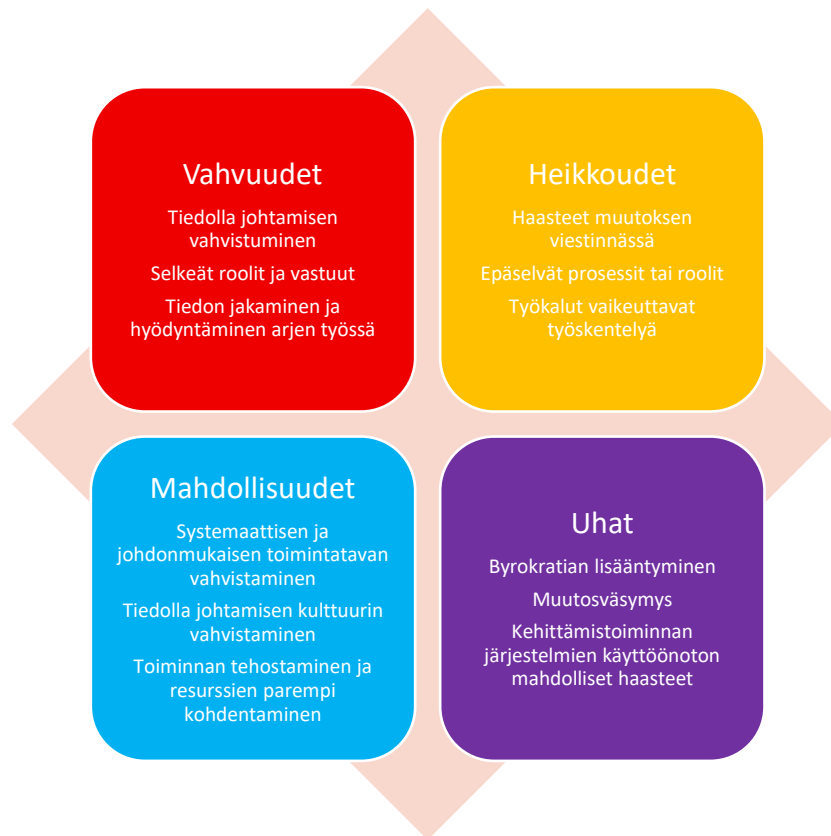 Vahvuudet
Tiedolla johtamisen
vahvistuminen
Selkeät roolit ja vastuut
Tiedon jakaminen ja
hyödyntäminen arjen työssä
Heikkoudet
Haasteet muutoksen
viestinnässä
Epäselvät prosessit tai roolit
Työkalut vaikeuttavat
työskentelyä
Mahdollisuudet
Systemaattisen ja
johdonmukaisen toimintatavan
vahvistaminen
Tiedolla johtamisen kulttuurin
vahvistaminen
Toiminnan tehostaminen ja
resurssien parempi
kohdentaminen
Uhat
Byrokratian lisääntyminen
Muutosväsymys
Kehittämistoiminnan
järjestelmien käyttöönoton
mahdolliset haasteet